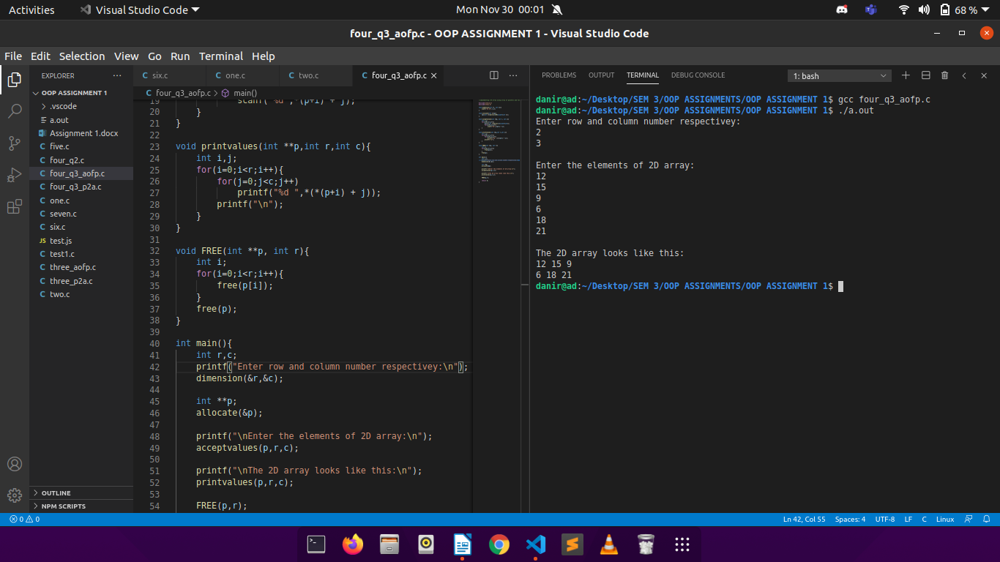 Activities
Visual Studio Code
Mon Nov 30 00:01
68 %
four_q3_aofp.c - OOP ASSIGNMENT 1 - Visual Studio Code
File Edit Selection View Go Run Terminal Help
EXPLORER
OOP ASSIGNMENT 1
.vscode
a.out
Assignment 1.docx
five.c
four_q2.c
four_q3_aofp.c
four_q3_p2a.c
one.c
seven.c
six.c
JS test.js
test1.c
three_aofp.c
three_p2a.c
two.c
OUTLINE
NPM SCRIPTS
C six.c
C one.c
C two.c
C four_q3_aofp.c
C four_q3_aofp.c > main()
19 scanf("%d",*(p+i) + j);
20 }
21 }
22
23 void printvalues(int **p,int r,int c){
24 int i,j;
25 for(i=0;i<r;i++){
26 for(j=0;j<c;j++)
27 printf("%d ",*(*(p+i) + j));
28 printf("\n");
29 }
30 }
31
32 void FREE(int **p, int r){
33 int i;
34 for(i=0;i<r;i++){
35 free(p[i]);
36 }
37 free(p);
38 }
39
40 int main(){
41 int r,c;
42 printf("Enter row and column number respectivey:\n");
43 dimension(&r,&c);
44
45 int **p;
46 allocate(&p);
47
48 printf("\nEnter the elements of 2D array:\n");
49 acceptvalues(p,r,c);
50
51 printf("\nThe 2D array looks like this:\n");
52 printvalues(p,r,c);
53
54 FREE(p,r);
PROBLEMS OUTPUT TERMINAL DEBUG CONSOLE
1: bash
danir@ad:~/Desktop/SEM 3/OOP ASSIGNMENTS/OOP ASSIGNMENT 1$ gcc four_q3_aofp.c
danir@ad:~/Desktop/SEM 3/OOP ASSIGNMENTS/OOP ASSIGNMENT 1$ ./a.out
Enter row and column number respectivey:
2
3
Enter the elements of 2D array:
12
15
9
6
18
21
The 2D array looks like this:
12 15 9
6 18 21
danir@ad:~/Desktop/SEM 3/OOP ASSIGNMENTS/OOP ASSIGNMENT 1$
0 0
Ln 42, Col 55 Spaces: 4 UTF-8 LF C Linux